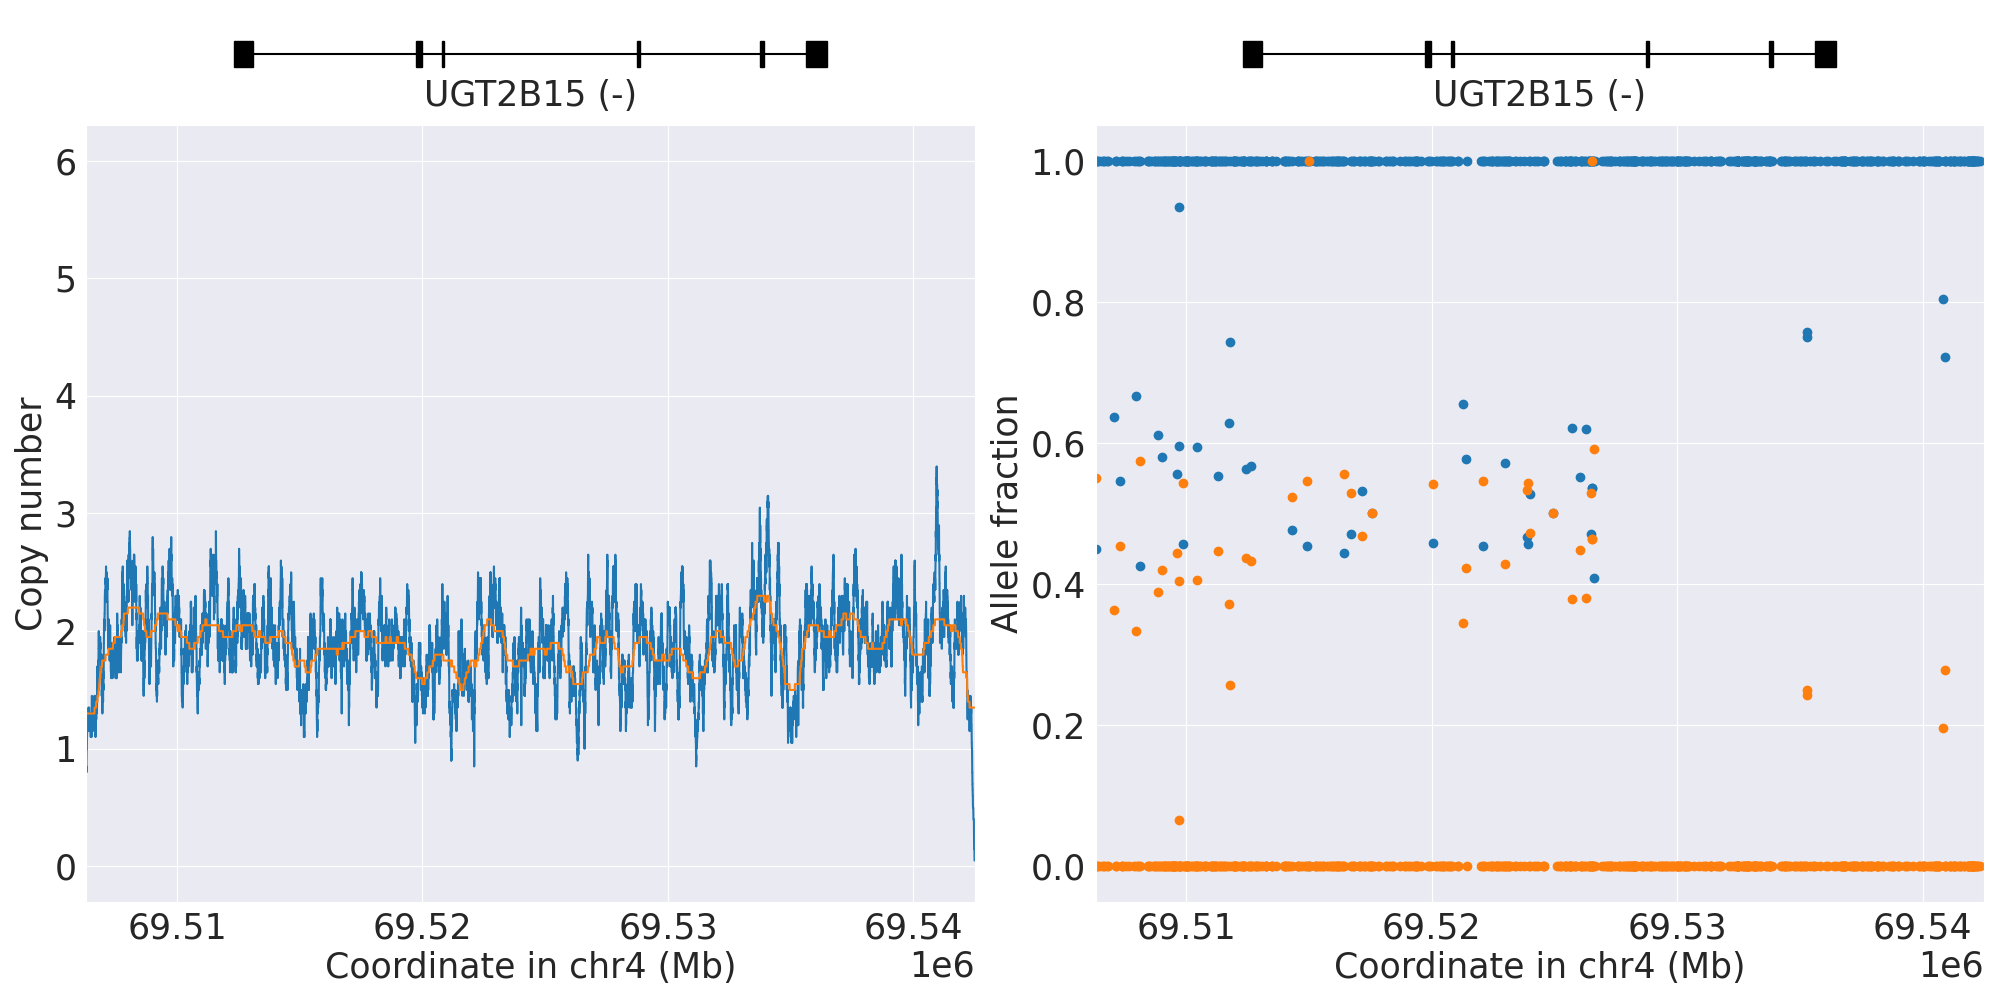 UGT2B15 (-)
UGT2B15 (-)
Copy number
6
5
4
3
2
1
0
69.51
69.52
69.53
69.54
Coordinate in chr4 (Mb)
1e6
Allele fraction
1.0
0.8
0.6
0.4
0.2
0.0
69.51
69.52
69.53
69.54
Coordinate in chr4 (Mb)
1e6